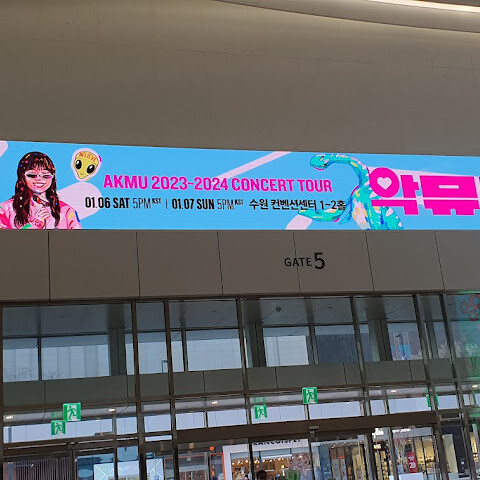 AKMU 2023-2024 CONCERT TOUR
01.06 SAT 5PM KST | 01.07 SUN 5PM KST 수원 컨벤션센터 1~2홀
악뮤
GATE 5